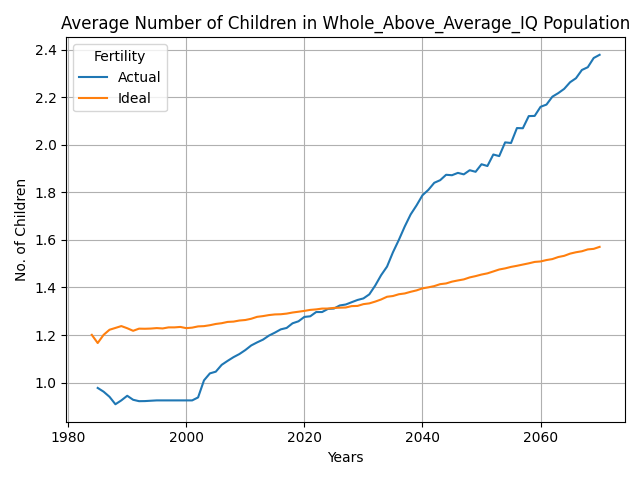 Average Number of Children in Whole_Above_Average_IQ Population
Fertility
Actual
Ideal
No. of Children
2.4
2.2
2.0
1.8
1.6
1.4
1.2
1.0
1980
2000
2020
2040
2060
Years